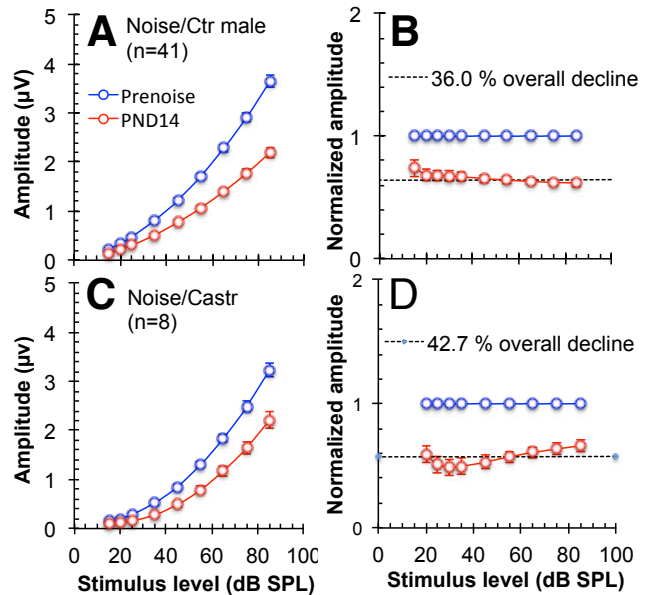 A
Noise/Ctr male
(n=41)
Prenoise
PND14
Amplitude (µV)
5
4
3
2
1
0
B
36.0 % overall decline
Normalized amplitude
2
1
0
C
Noise/Castr
(n=8)
Amplitude (µv)
5
4
3
2
1
0
0 20 40 60 80 100
Stimulus level (dB SPL)
D
42.7 % overall decline
Normalized amplitude
2
1
0
0 20 40 60 80 100
Stimulus level (dB SPL)